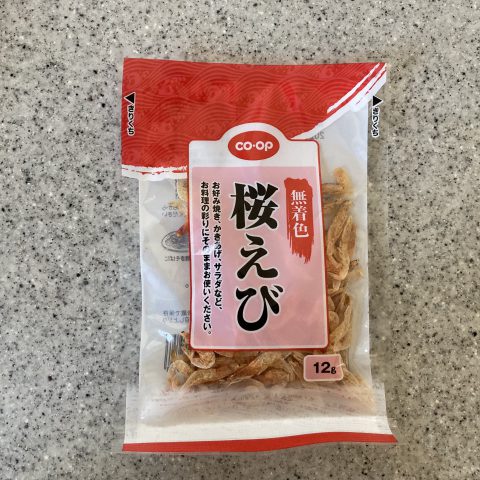 きりくち
きりくち
CO·OP
無着色
桜えび
お好み焼き、かきあげ、サラダなど、
お料理の彩りにそのままお使いください。
12g